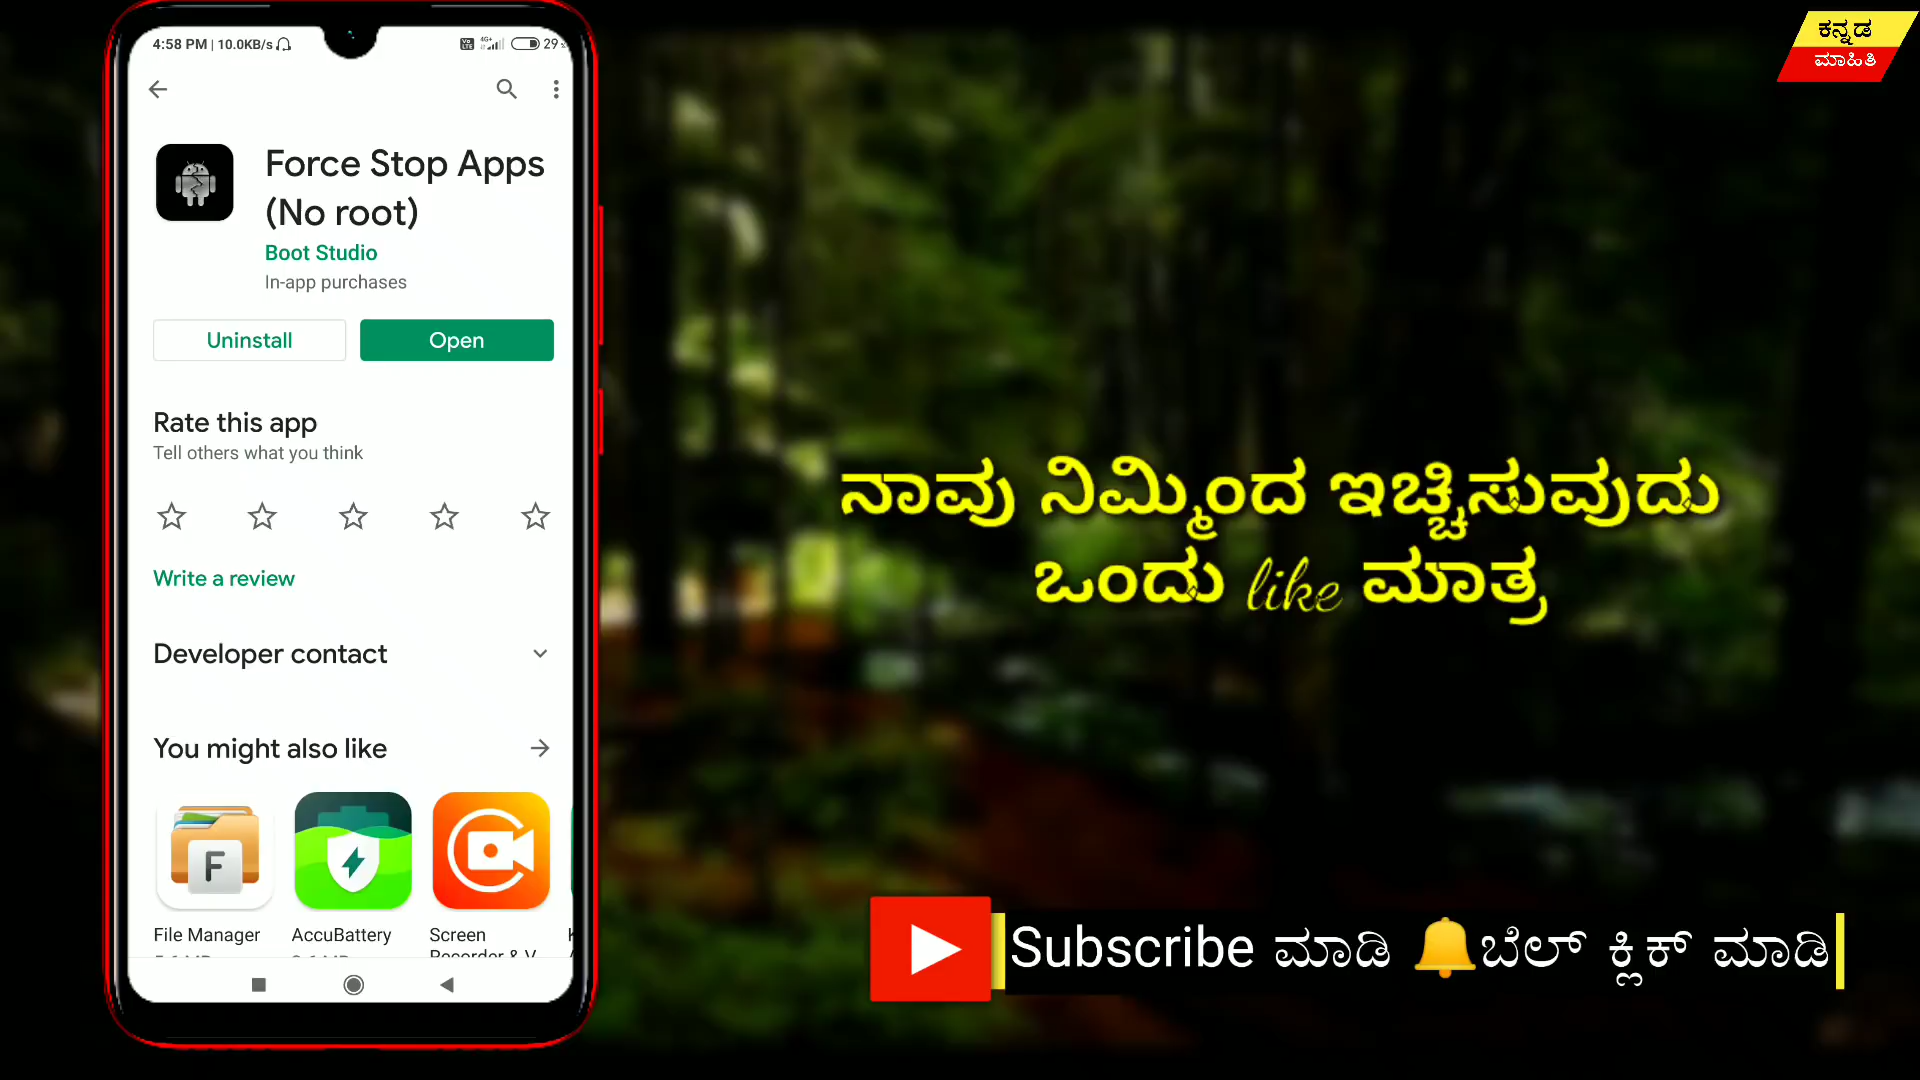 4:58 PM | 10.0KB/s
4G+
29
Force Stop Apps
(No root)
Boot Studio
In-app purchases
Uninstall
Open
Rate this app
Tell others what you think
Write a review
Developer contact
You might also like
F
File Manager
AccuBattery
Screen
Recorder & V
ಕನ್ನಡ
ಮಾಹಿತಿ
ನಾವು ನಿಮ್ಮಿಂದ ಇಚ್ಚಿಸುವುದು
ಒಂದು like ಮಾತ್ರ
Subscribe ಮಾಡಿ 🔔ಬೆಲ್ ಕ್ಲಿಕ್ ಮಾಡಿ